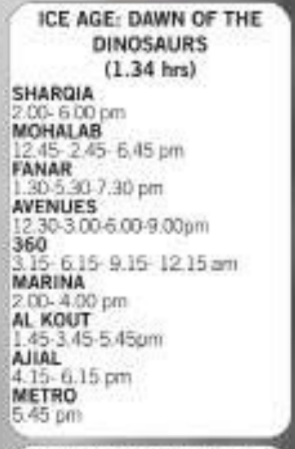 ICE AGE: DAWN OF THE
DINOSAURS
(1.34 hrs)
SHARQIA
2.00- 6.00 pm
MOHALAB
12.45- 2.45- 6.45 pm
FANAR
1.30-5.30-7.30 pm
AVENUES
12.30-3.00-6.00-9.00pm
360
3.15- 6.15- 9.15- 12.15 am
MARINA
2.00- 4.00 pm
AL KOUT
1.45-3.45-5.45pm
AJIAL
4.15- 6.15 pm
METRO
5.45 pm